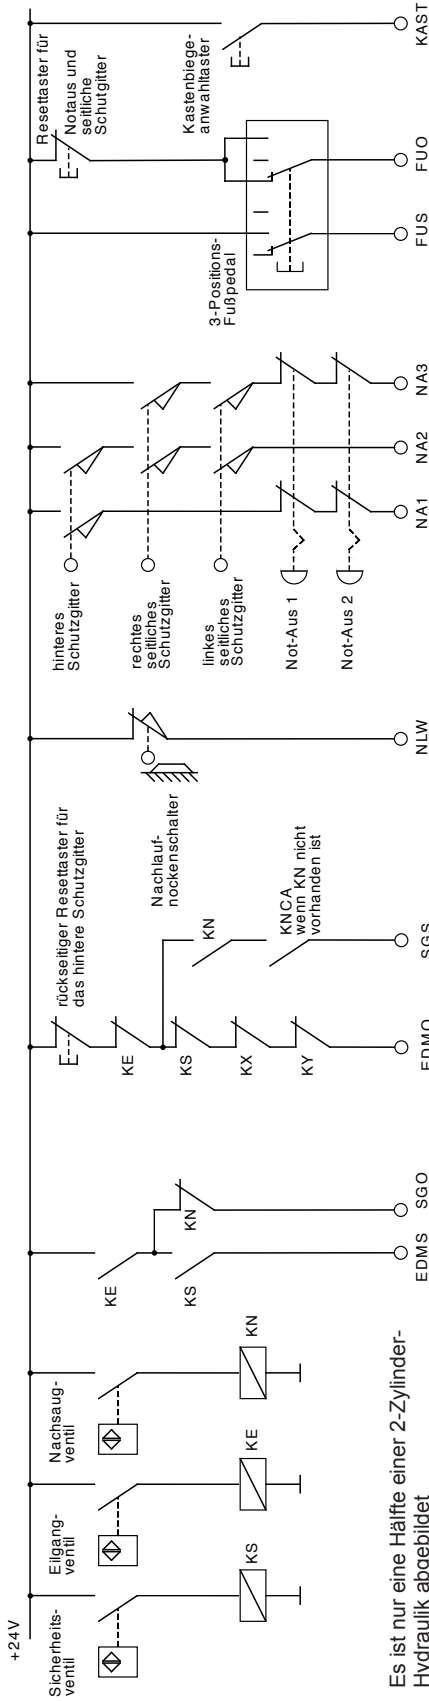 +24V
Sicherheits-
ventil
Eilgang-
ventil
Nachsaug-
ventil
KS
KE
KN
Es ist nur eine Hälfte einer 2-Zylinder-
Hydraulik abgebildet
KE
KS
KN
EDMS
SGO
rückseitiger Resettaster für
das hintere Schutzgitter
KE
KS
KX
KY
KN
KNCA
wenn KN nicht
vorhanden ist
EDMO
SGS
Nachlauf-
nockenschalter
NLW
hinteres
Schutzgitter
rechtes
seitliches
Schutzgitter
linkes
seitliches
Schutzgitter
Not-Aus 1
Not-Aus 2
NA1
NA2
NA3
3-Positions-
Fußpedal
FUS
FUO
Resettaster für
Notaus und
seitliche
Schutgitter
Kastenbiege-
anwahltaster
KAST